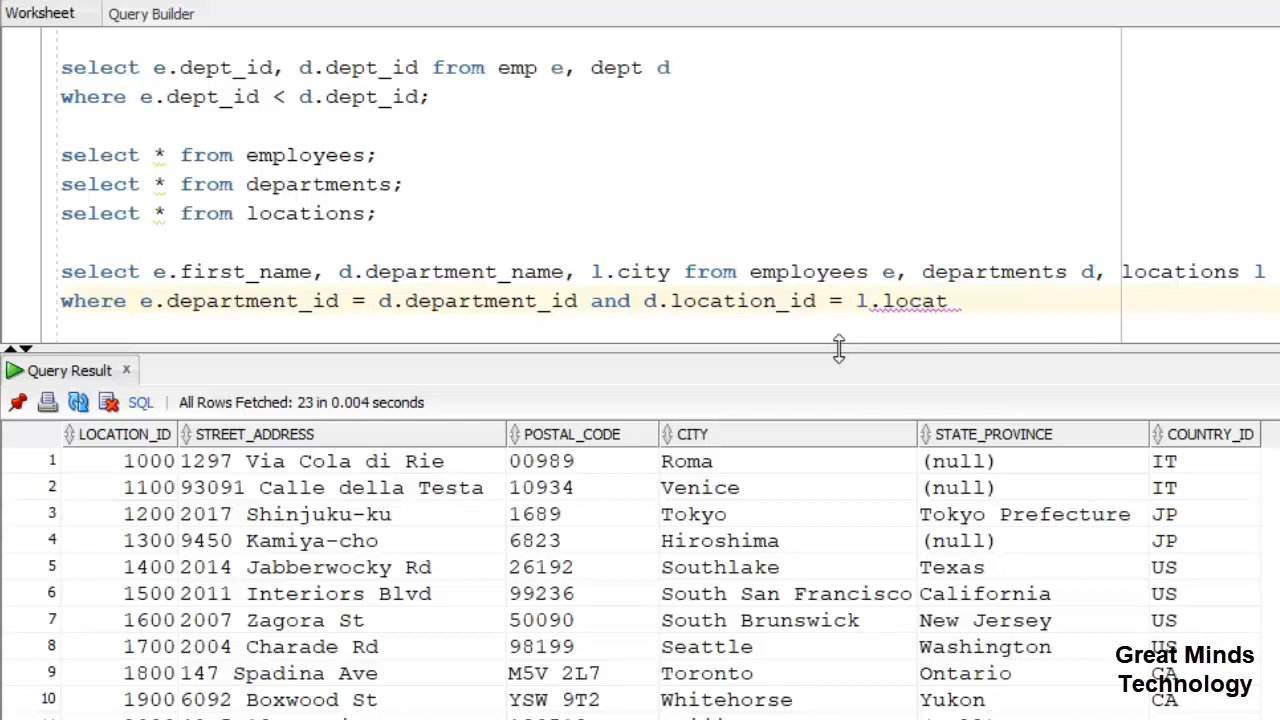 Worksheet Query Builder
select e.dept_id, d.dept_id from emp e, dept d
where e.dept_id < d.dept_id;
select * from employees;
select * from departments;
select * from locations;
select e.first_name, d.department_name, l.city from employees e, departments d, locations l
where e.department_id = d.department_id and d.location_id = l.locat
Query Result x
SQL | All Rows Fetched: 23 in 0.004 seconds
LOCATION_ID STREET_ADDRESS POSTAL_CODE CITY STATE_PROVINCE COUNTRY_ID
1 1000 1297 Via Cola di Rie 00989 Roma (null) IT
2 1100 93091 Calle della Testa 10934 Venice (null) IT
3 1200 2017 Shinjuku-ku 1689 Tokyo Tokyo Prefecture JP
4 1300 9450 Kamiya-cho 6823 Hiroshima (null) JP
5 1400 2014 Jabberwocky Rd 26192 Southlake Texas US
6 1500 2011 Interiors Blvd 99236 South San Francisco California US
7 1600 2007 Zagora St 50090 South Brunswick New Jersey US
8 1700 2004 Charade Rd 98199 Seattle Washington US
9 1800 147 Spadina Ave M5V 2L7 Toronto Ontario CA
10 1900 6092 Boxwood St YSW 9T2 Whitehorse Yukon CA
Great Minds
Technology